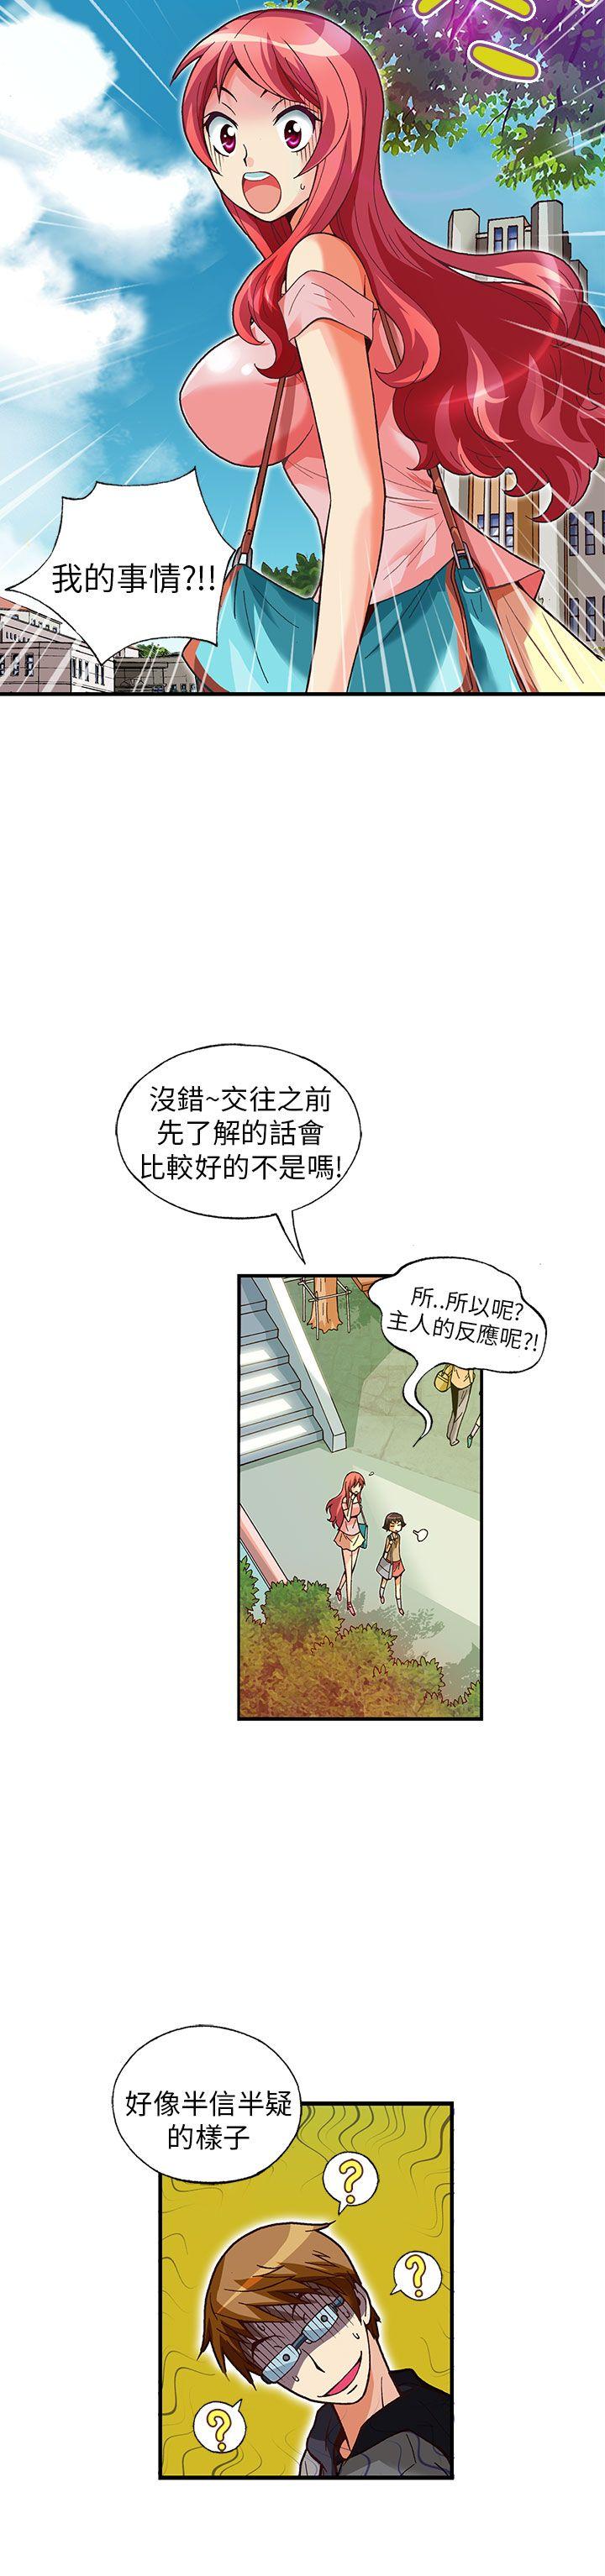 我的事情?!!
沒錯~交往之前
先了解的話會
比較好的不是嗎!
所..所以呢?
主人的反應呢?!
好像半信半疑
的樣子
?
?
?